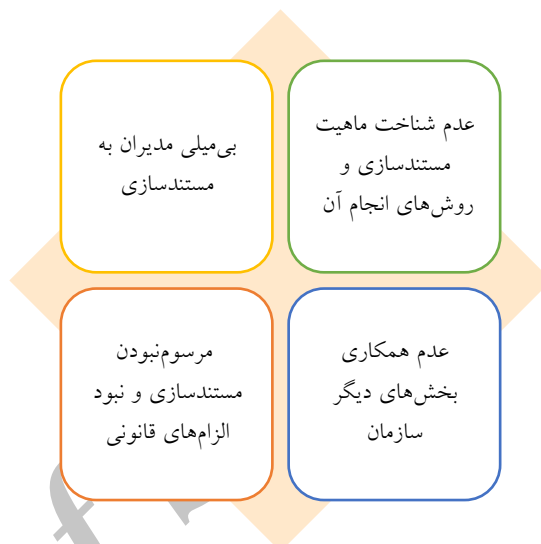 عدم شناخت ماهیت
مستندسازی و
روش‌های انجام آن
بی‌میلی مدیران به
مستندسازی
عدم همکاری
بخش‌های دیگر
سازمان
مرسوم‌نبودن
مستندسازی و نبود
الزام‌های قانونی